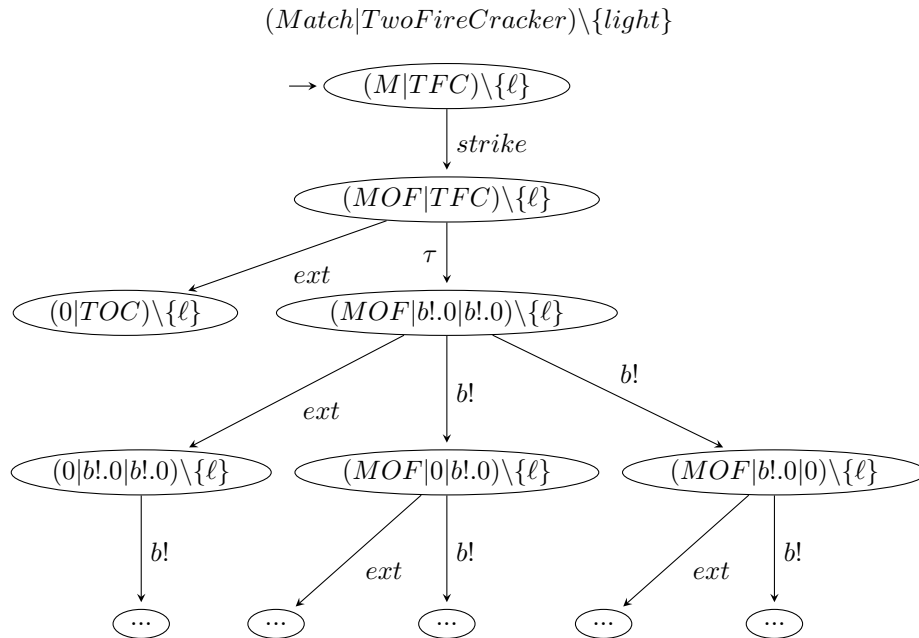 (Match|TwoFireCracker)\{light}
(M|TFC)\{ℓ}
strike
(MOF|TFC)\{ℓ}
ext
τ
(0|TOC)\{ℓ}
(MOF|b!.0|b!.0)\{ℓ}
ext
b!
b!
(0|b!.0|b!.0)\{ℓ}
(MOF|0|b!.0)\{ℓ}
(MOF|b!.0|0)\{ℓ}
b!
ext
b!
ext
b!
...
...
...
...
...